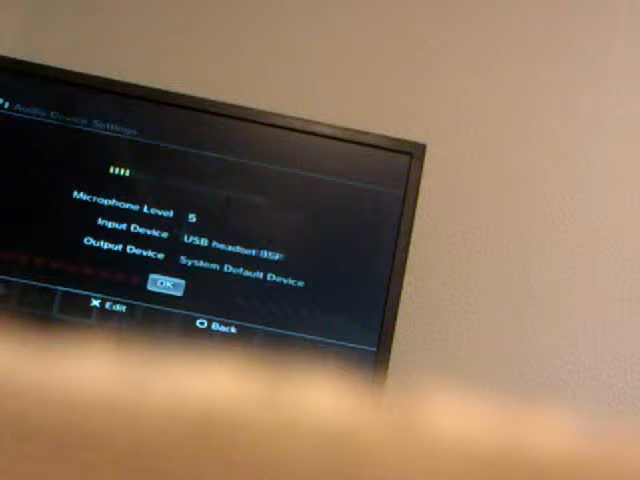 Audio Device Settings
Microphone Level 5
Input Device USB headset
Output Device System Default Device
OK
X Edit O Back